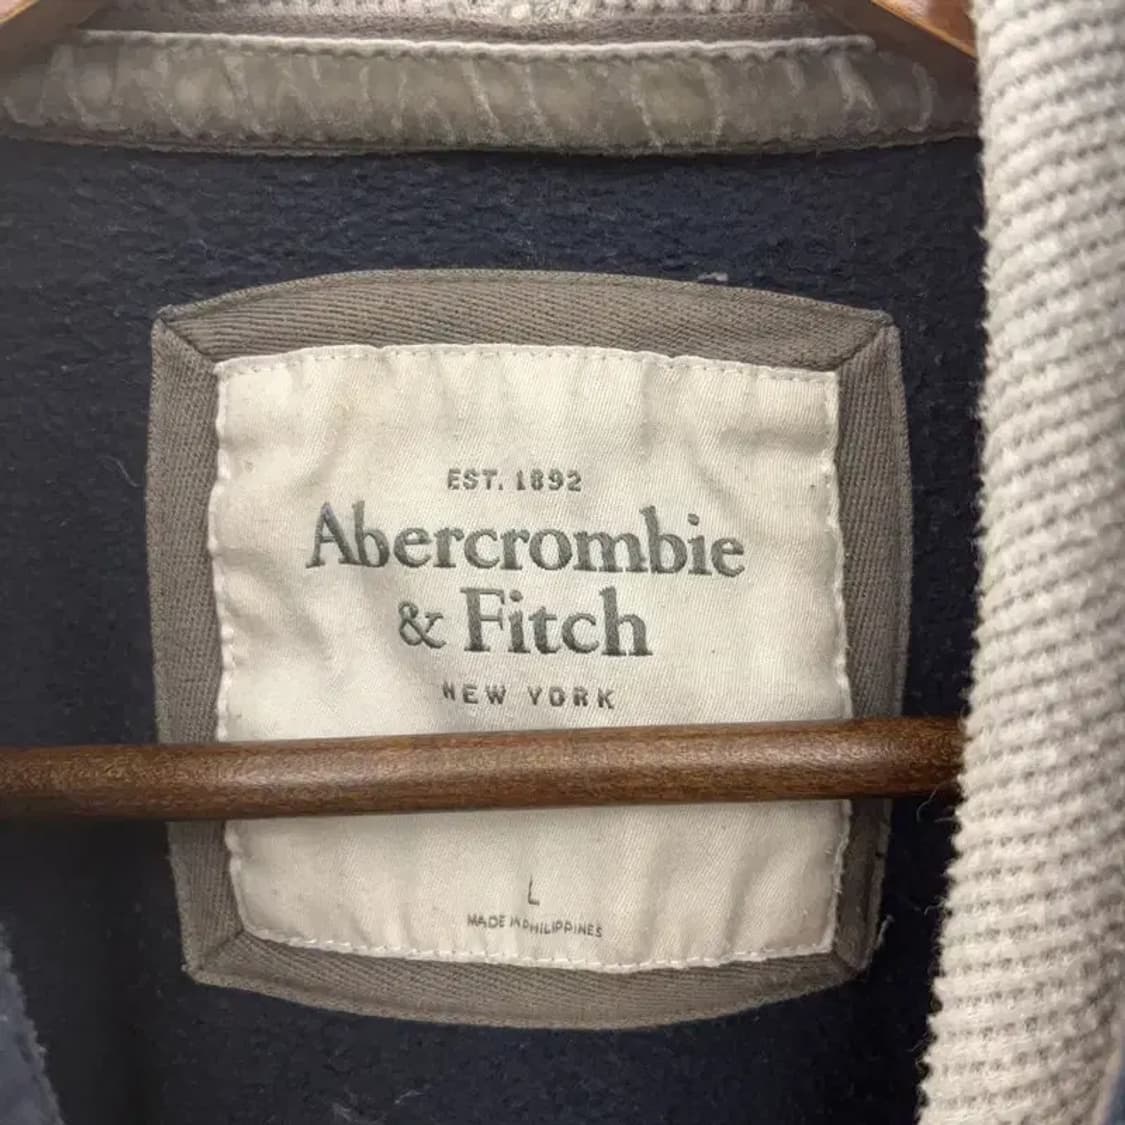 EST. 1892
Abercrombie
& Fitch
NEW YORK
L
MADE IN PHILIPPINES